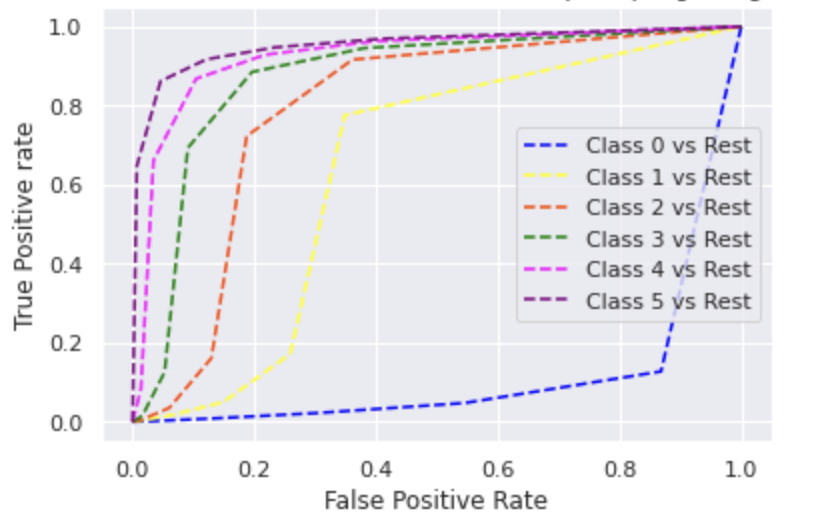 1.0
0.8
0.6
0.4
0.2
0.0
True Positive rate
Class 0 vs Rest
Class 1 vs Rest
Class 2 vs Rest
Class 3 vs Rest
Class 4 vs Rest
Class 5 vs Rest
0.0 0.2 0.4 0.6 0.8 1.0
False Positive Rate